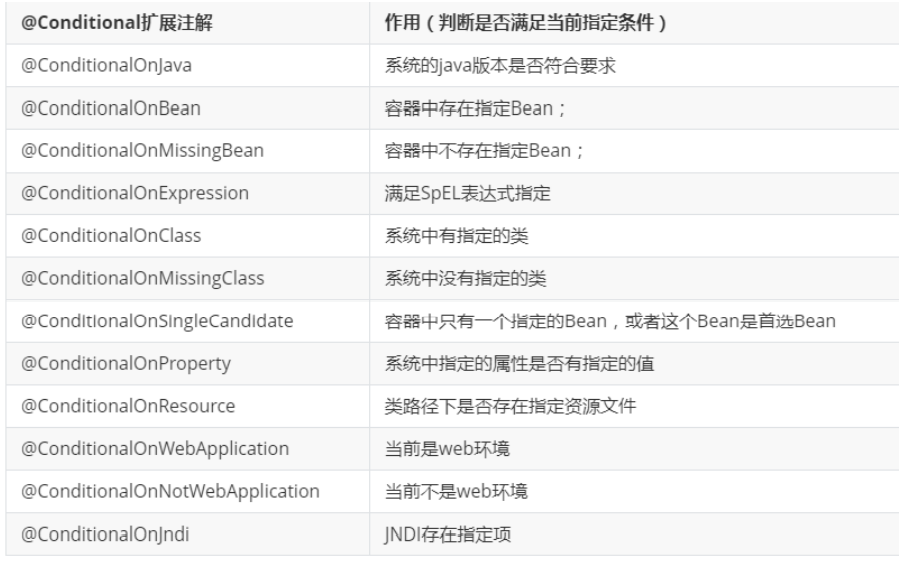 @Conditional扩展注解 作用（判断是否满足当前指定条件）
@ConditionalOnJava 系统的java版本是否符合要求
@ConditionalOnBean 容器中存在指定Bean；
@ConditionalOnMissingBean 容器中不存在指定Bean；
@ConditionalOnExpression 满足SpEL表达式指定
@ConditionalOnClass 系统中有指定的类
@ConditionalOnMissingClass 系统中没有指定的类
@ConditionalOnSingleCandidate 容器中只有一个指定的Bean，或者这个Bean是首选Bean
@ConditionalOnProperty 系统中指定的属性是否有指定的值
@ConditionalOnResource 类路径下是否存在指定资源文件
@ConditionalOnWebApplication 当前是web环境
@ConditionalOnNotWebApplication 当前不是web环境
@ConditionalOnJndi JNDI存在指定项